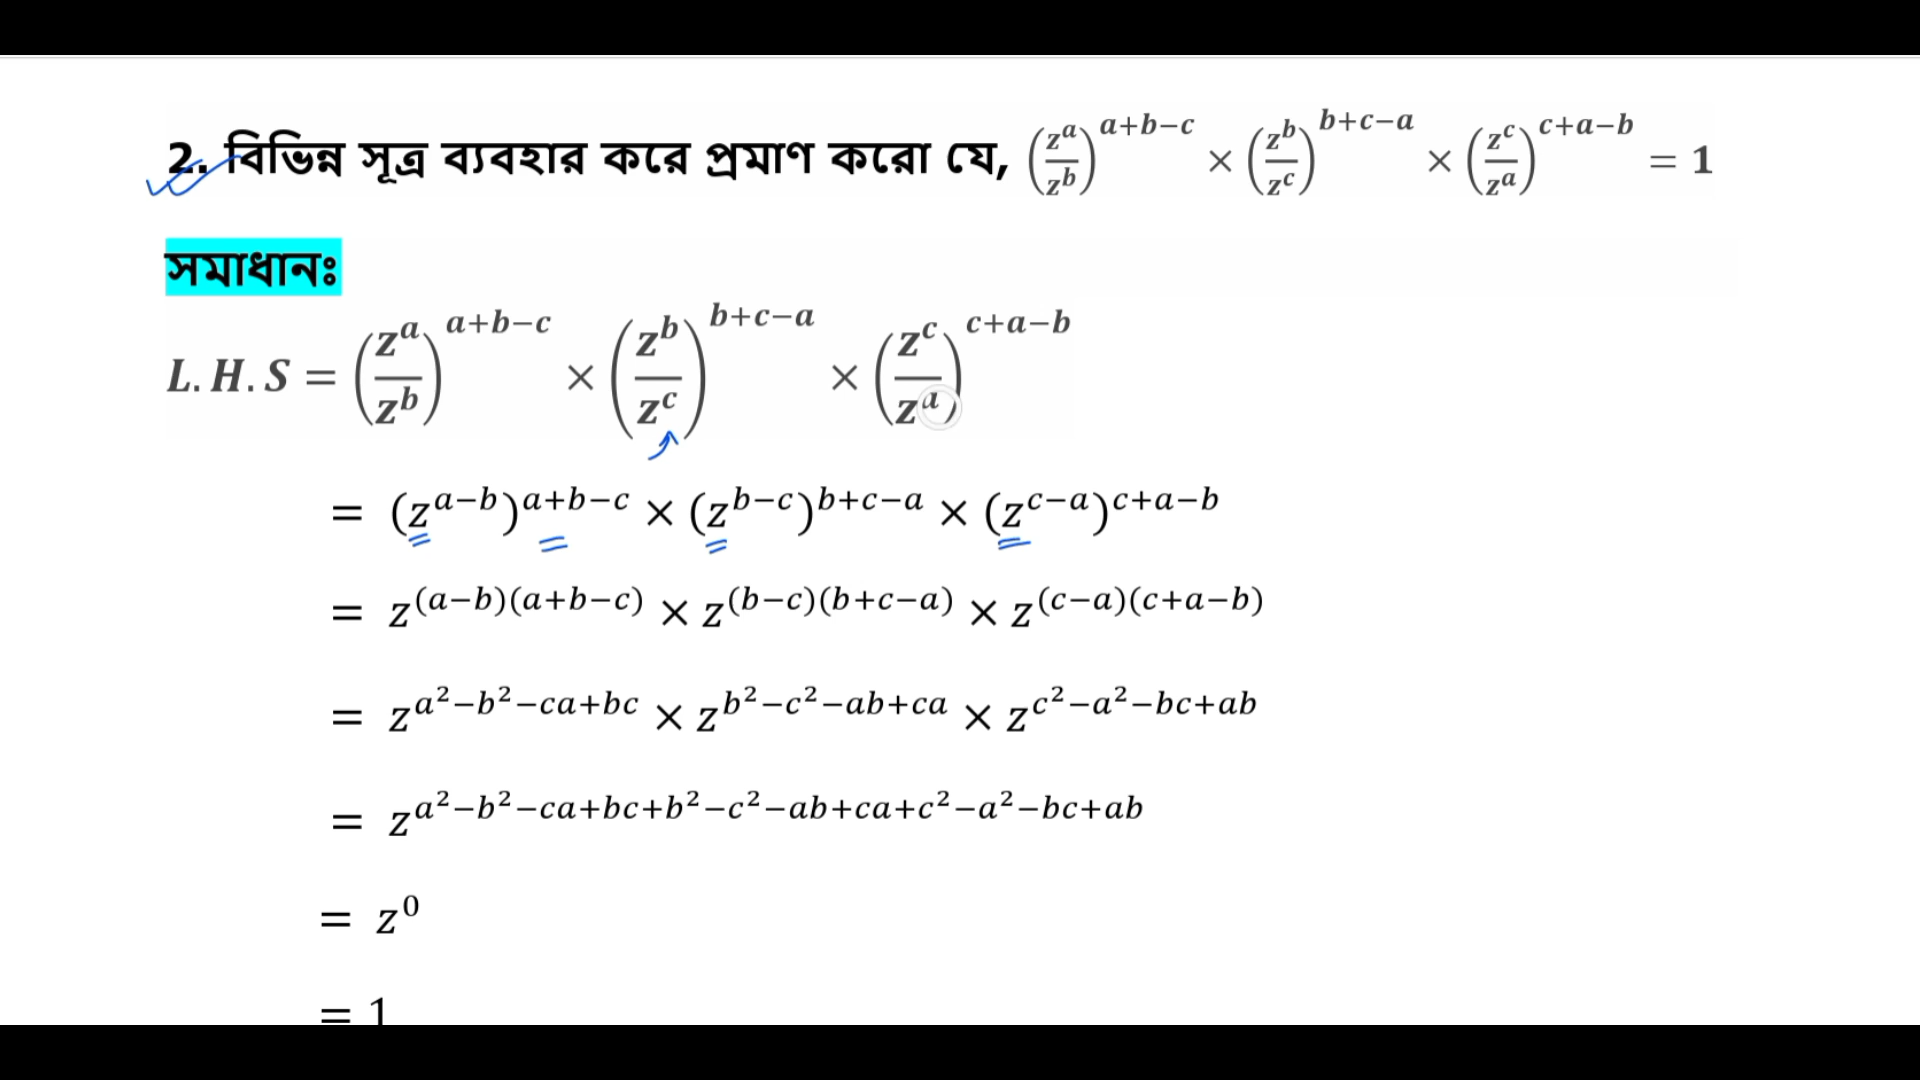 2. বিভিন্ন সূত্র ব্যবহার করে প্রমাণ করো যে, (z^a/z^b)^(a+b−c) × (z^b/z^c)^(b+c−a) × (z^c/z^a)^(c+a−b) = 1
সমাধানঃ
L.H.S = (z^a/z^b)^(a+b−c) × (z^b/z^c)^(b+c−a) × (z^c/z^a)^(c+a−b)
= (z^(a−b))^(a+b−c) × (z^(b−c))^(b+c−a) × (z^(c−a))^(c+a−b)
= z^((a−b)(a+b−c)) × z^((b−c)(b+c−a)) × z^((c−a)(c+a−b))
= z^(a²−b²−ca+bc) × z^(b²−c²−ab+ca) × z^(c²−a²−bc+ab)
= z^(a²−b²−ca+bc+b²−c²−ab+ca+c²−a²−bc+ab)
= z⁰
= 1